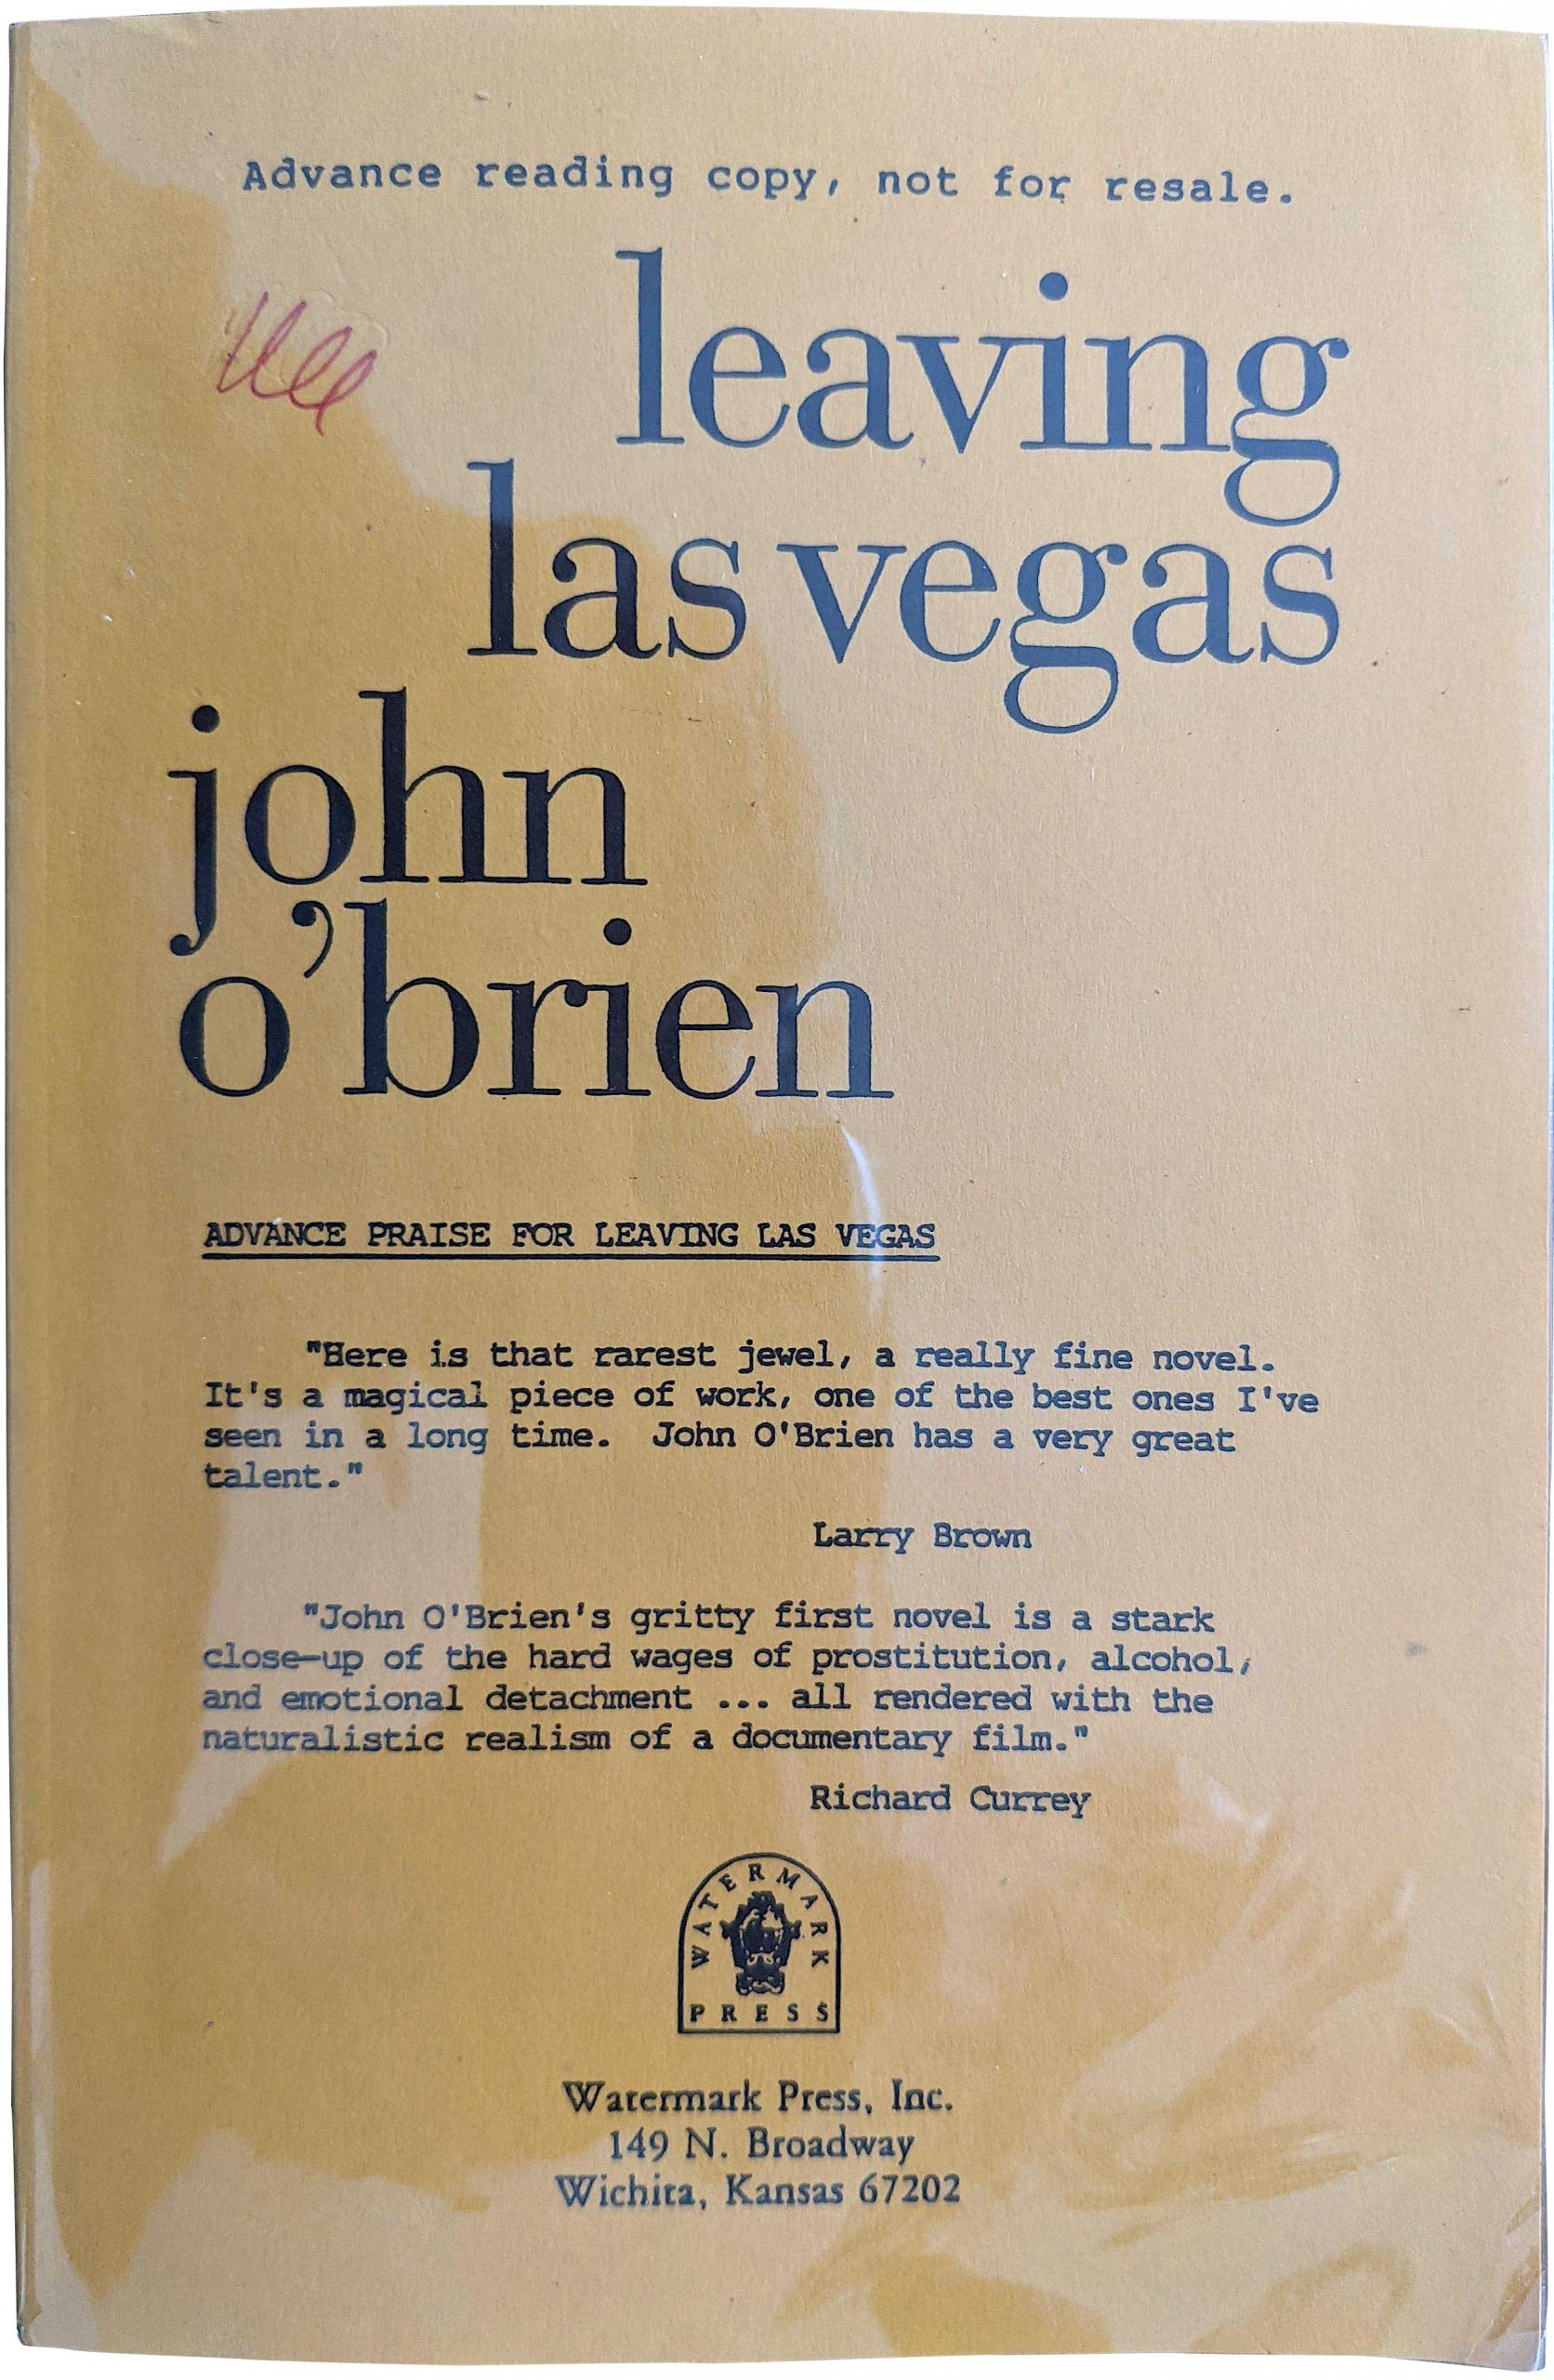 Advance reading copy, not for resale.
leaving
las vegas
john
o'brien
ADVANCE PRAISE FOR LEAVING LAS VEGAS
"Here is that rarest jewel, a really fine novel.
It's a magical piece of work, one of the best ones I've
seen in a long time. John O'Brien has a very great
talent."
Larry Brown
"John O'Brien's gritty first novel is a stark
close-up of the hard wages of prostitution, alcohol,
and emotional detachment ... all rendered with the
naturalistic realism of a documentary film."
Richard Currey
WATERMARK
PRESS
Watermark Press, Inc.
149 N. Broadway
Wichita, Kansas 67202